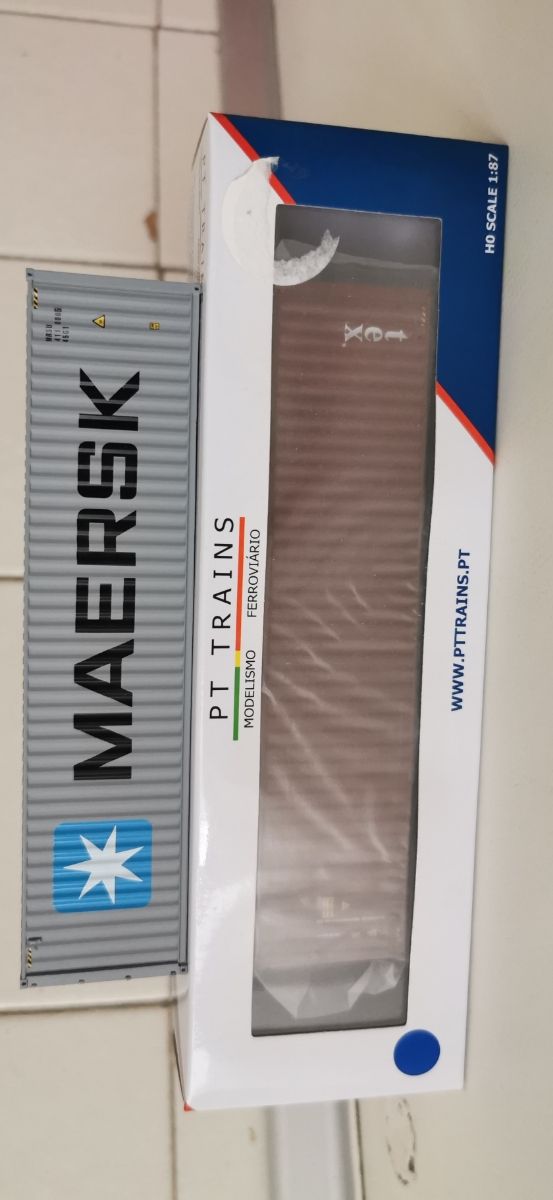 MAERSK
PT TRAINS
MODELISMO FERROVIÁRIO
tex
H0 SCALE 1:87
WWW.PTTRAINS.PT